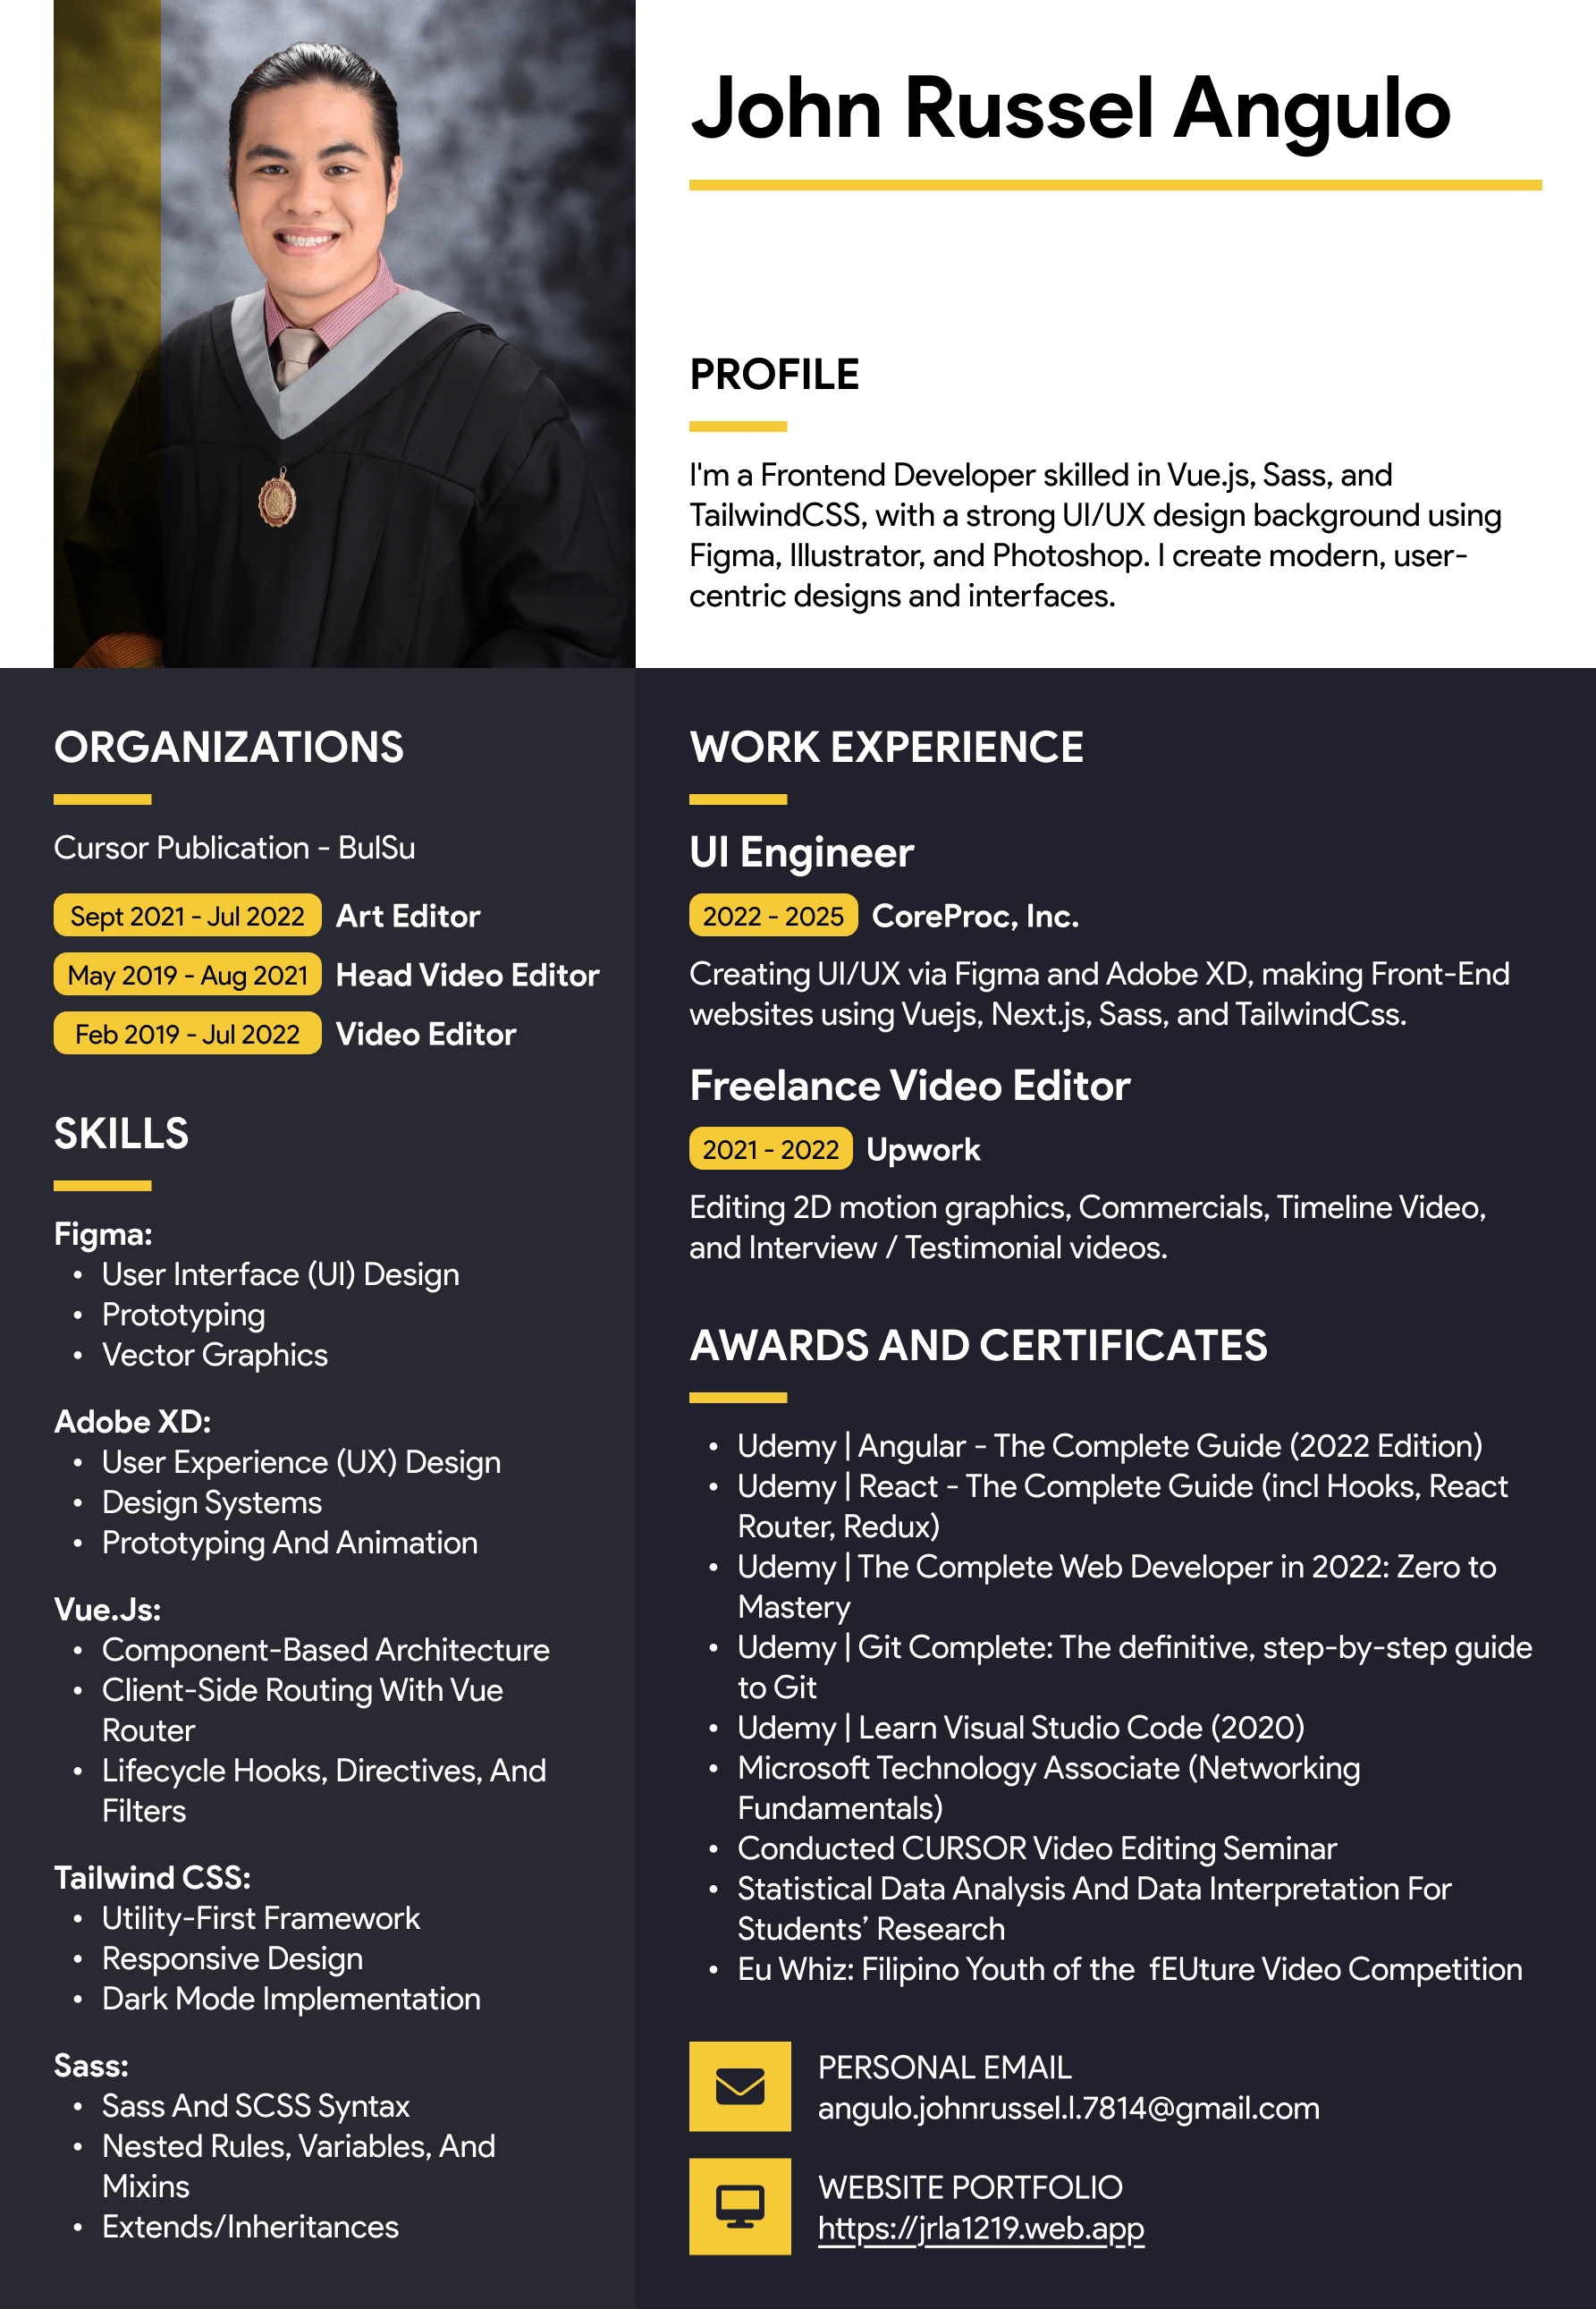 John Russel Angulo
PROFILE
I'm a Frontend Developer skilled in Vue.js, Sass, and
TailwindCSS, with a strong UI/UX design background using
Figma, Illustrator, and Photoshop. I create modern, user-
centric designs and interfaces.
ORGANIZATIONS
Cursor Publication - BulSu
Sept 2021 - Jul 2022 Art Editor
May 2019 - Aug 2021 Head Video Editor
Feb 2019 - Jul 2022 Video Editor
SKILLS
Figma:
• User Interface (UI) Design
• Prototyping
• Vector Graphics
Adobe XD:
• User Experience (UX) Design
• Design Systems
• Prototyping And Animation
Vue.Js:
• Component-Based Architecture
• Client-Side Routing With Vue
Router
• Lifecycle Hooks, Directives, And
Filters
Tailwind CSS:
• Utility-First Framework
• Responsive Design
• Dark Mode Implementation
Sass:
• Sass And SCSS Syntax
• Nested Rules, Variables, And
Mixins
• Extends/Inheritances
WORK EXPERIENCE
UI Engineer
2022 - 2025 CoreProc, Inc.
Creating UI/UX via Figma and Adobe XD, making Front-End
websites using Vuejs, Next.js, Sass, and TailwindCss.
Freelance Video Editor
2021 - 2022 Upwork
Editing 2D motion graphics, Commercials, Timeline Video,
and Interview / Testimonial videos.
AWARDS AND CERTIFICATES
• Udemy | Angular - The Complete Guide (2022 Edition)
• Udemy | React - The Complete Guide (incl Hooks, React
Router, Redux)
• Udemy | The Complete Web Developer in 2022: Zero to
Mastery
• Udemy | Git Complete: The definitive, step-by-step guide
to Git
• Udemy | Learn Visual Studio Code (2020)
• Microsoft Technology Associate (Networking
Fundamentals)
• Conducted CURSOR Video Editing Seminar
• Statistical Data Analysis And Data Interpretation For
Students’ Research
• Eu Whiz: Filipino Youth of the  fEUture Video Competition
PERSONAL EMAIL
angulo.johnrussel.l.7814@gmail.com
WEBSITE PORTFOLIO
https://jrla1219.web.app